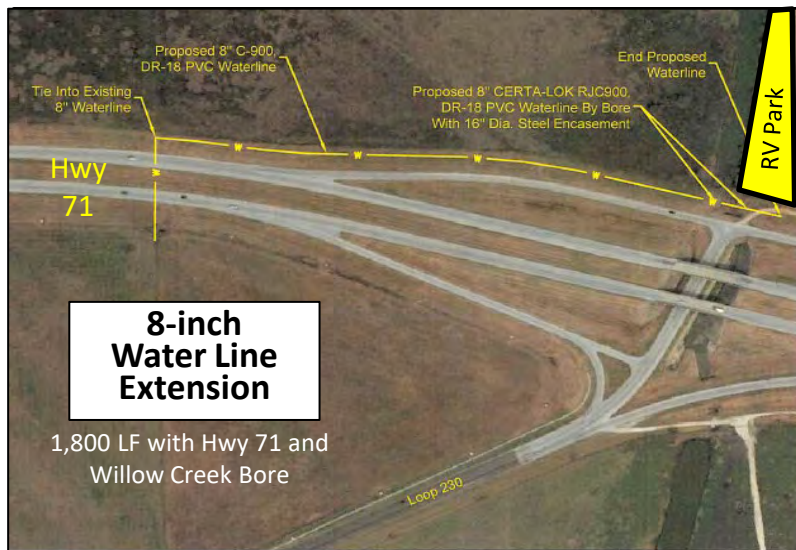 Proposed 8" C-900,
DR-18 PVC Waterline
Tie Into Existing
8" Waterline
End Proposed
Waterline
Proposed 8" CERTA-LOK RJC900,
DR-18 PVC Waterline By Bore
With 16" Dia. Steel Encasement
RV Park
Hwy
71
W
W
W
W
W
W
8-inch
Water Line
Extension
1,800 LF with Hwy 71 and
Willow Creek Bore
Loop 230